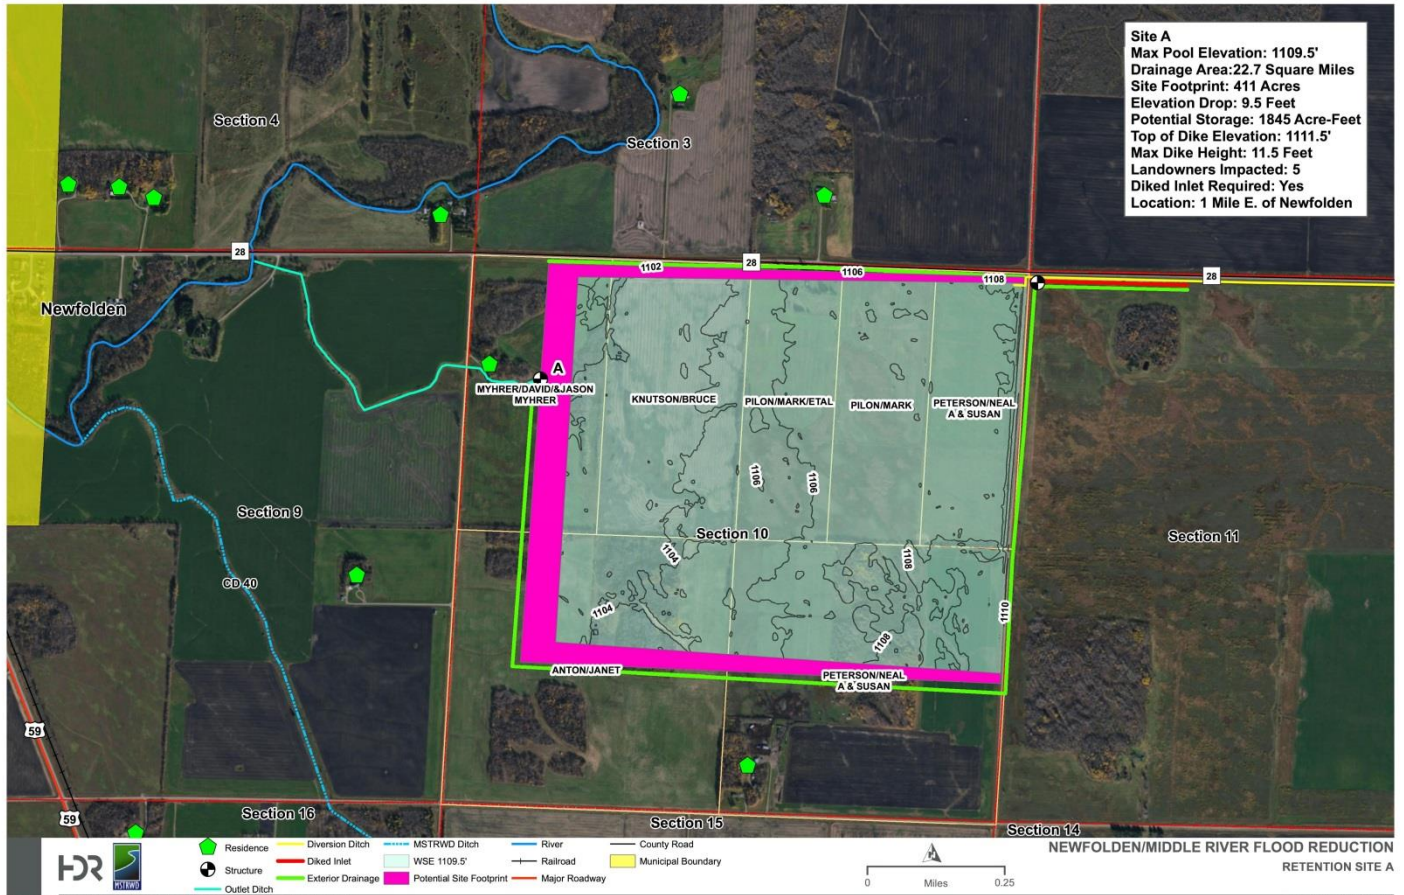 Site A
Max Pool Elevation: 1109.5'
Drainage Area:22.7 Square Miles
Site Footprint: 411 Acres
Elevation Drop: 9.5 Feet
Potential Storage: 1845 Acre-Feet
Top of Dike Elevation: 1111.5'
Max Dike Height: 11.5 Feet
Landowners Impacted: 5
Diked Inlet Required: Yes
Location: 1 Mile E. of Newfolden
Section 4
Section 3
28
28
28
1102
1106
1108
Newfolden
A
MYHRER/DAVID/&JASON
MYHRER
KNUTSON/BRUCE
PILON/MARK/ETAL
PILON/MARK
PETERSON/NEAL
A & SUSAN
1106
1106
Section 9
Section 10
Section 11
1104
1108
CD 40
1104
1108
1110
ANTON/JANET
PETERSON/NEAL
A & SUSAN
59
59
Section 16
Section 15
Section 14
HDR
MSTRWD
Residence
Structure
Outlet Ditch
Diversion Ditch
Diked Inlet
Exterior Drainage
MSTRWD Ditch
WSE 1109.5'
Potential Site Footprint
River
Railroad
Major Roadway
County Road
Municipal Boundary
0
Miles
0.25
NEWFOLDEN/MIDDLE RIVER FLOOD REDUCTION
RETENTION SITE A